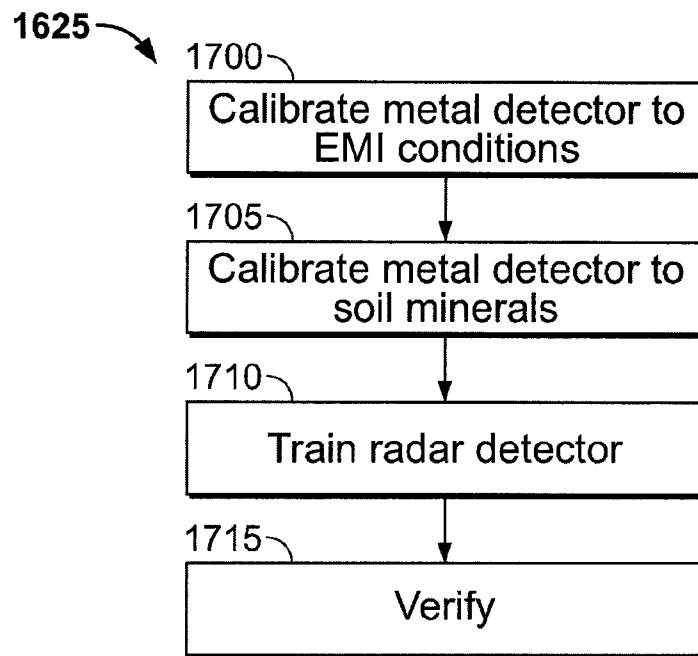 1625
1700
Calibrate metal detector to
EMI conditions
1705
Calibrate metal detector to
soil minerals
1710
Train radar detector
1715
Verify